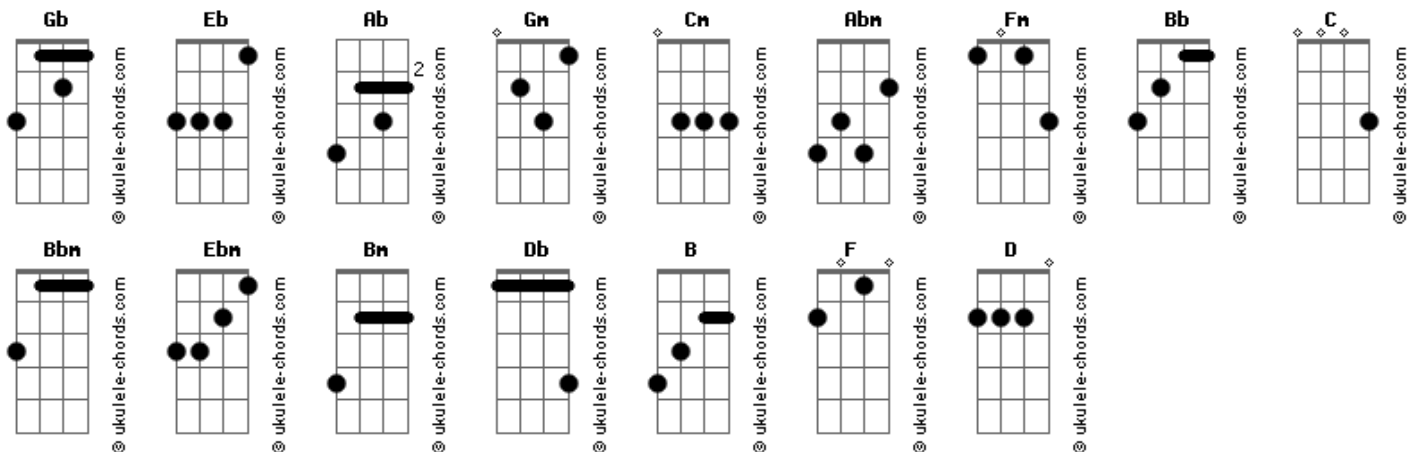 Gb Eb Ab Gm Cm Abm Fm Bb C
2
© ukulele-chords.com © ukulele-chords.com © ukulele-chords.com © ukulele-chords.com © ukulele-chords.com © ukulele-chords.com © ukulele-chords.com © ukulele-chords.com © ukulele-chords.com
Bbm Ebm Bm Db B F D
© ukulele-chords.com © ukulele-chords.com © ukulele-chords.com © ukulele-chords.com © ukulele-chords.com © ukulele-chords.com © ukulele-chords.com